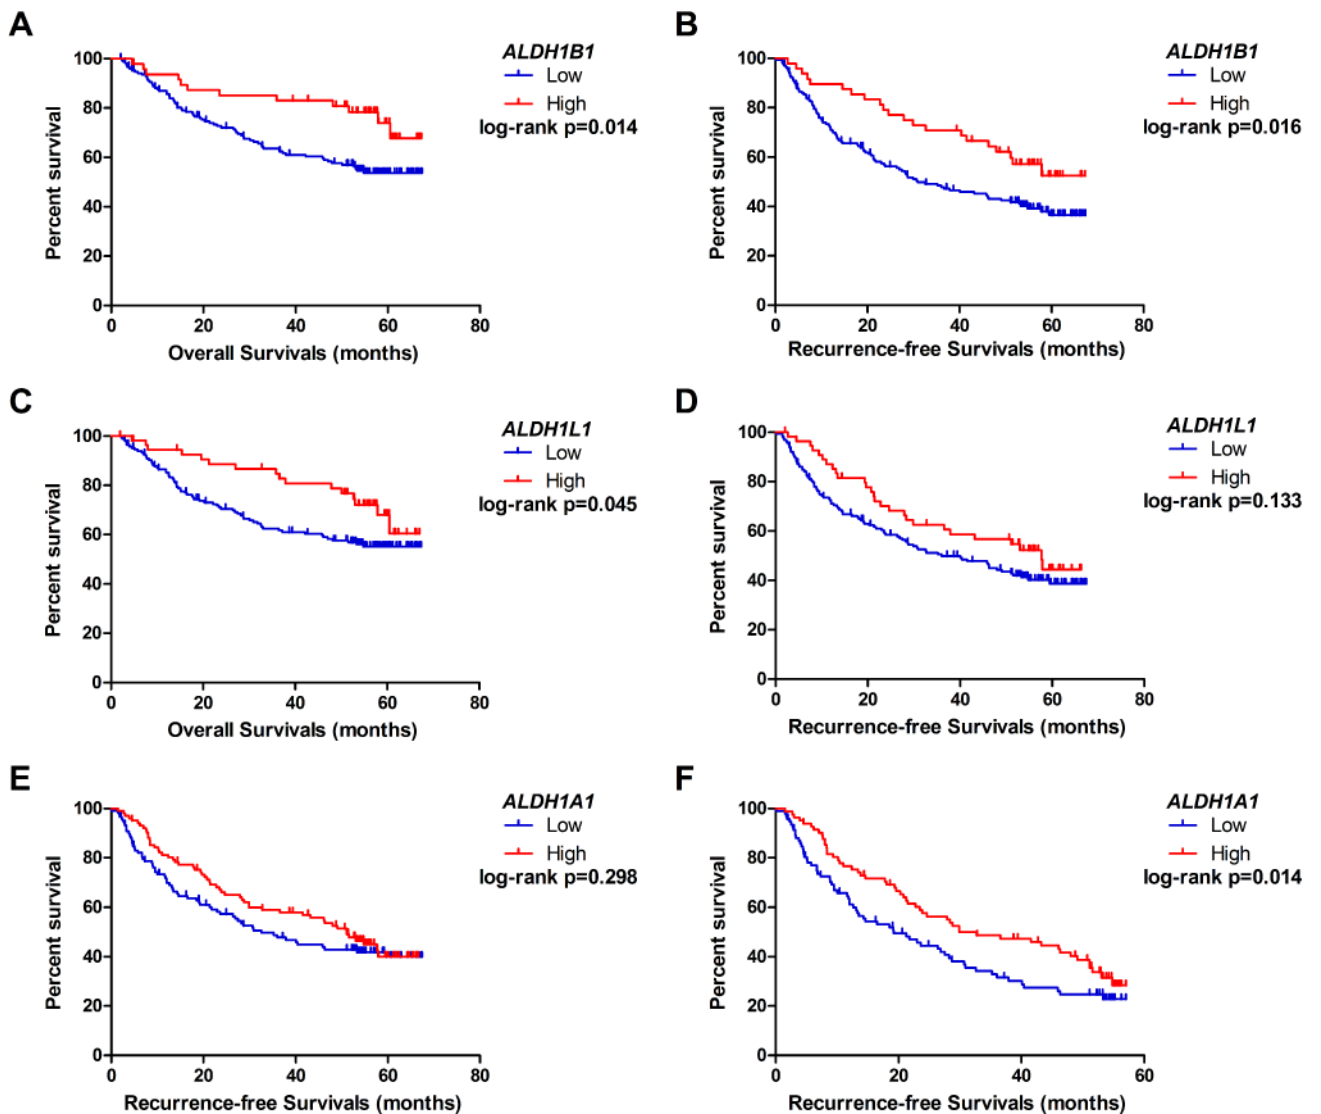 A
ALDH1B1
Low
High
log-rank p=0.014
100
80
60
40
20
0
Percent survival
0 20 40 60 80
Overall Survivals (months)
B
ALDH1B1
Low
High
log-rank p=0.016
100
80
60
40
20
0
Percent survival
0 20 40 60 80
Recurrence-free Survivals (months)
C
ALDH1L1
Low
High
log-rank p=0.045
100
80
60
40
20
0
Percent survival
0 20 40 60 80
Overall Survivals (months)
D
ALDH1L1
Low
High
log-rank p=0.133
100
80
60
40
20
0
Percent survival
0 20 40 60 80
Recurrence-free Survivals (months)
E
ALDH1A1
Low
High
log-rank p=0.298
100
80
60
40
20
0
Percent survival
0 20 40 60 80
Recurrence-free Survivals (months)
F
ALDH1A1
Low
High
log-rank p=0.014
100
80
60
40
20
0
Percent survival
0 20 40 60
Recurrence-free Survivals (months)